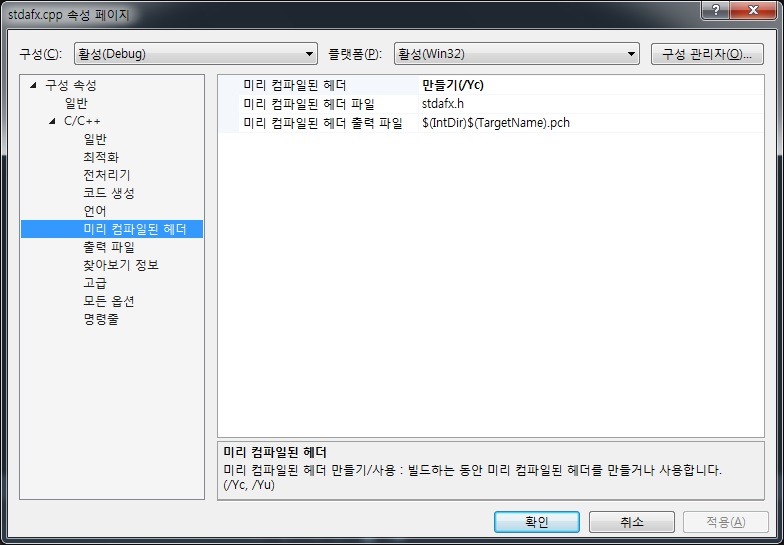 stdafx.cpp 속성 페이지
구성(C): 활성(Debug) 플랫폼(P): 활성(Win32) 구성 관리자(O)...
구성 속성
일반
C/C++
일반
최적화
전처리기
코드 생성
언어
미리 컴파일된 헤더
출력 파일
찾아보기 정보
고급
모든 옵션
명령줄
미리 컴파일된 헤더 만들기(/Yc)
미리 컴파일된 헤더 파일 stdafx.h
미리 컴파일된 헤더 출력 파일 $(IntDir)$(TargetName).pch
미리 컴파일된 헤더
미리 컴파일된 헤더 만들기/사용 : 빌드하는 동안 미리 컴파일된 헤더를 만들거나 사용합니다.
(/Yc, /Yu)
확인 취소 적용(A)